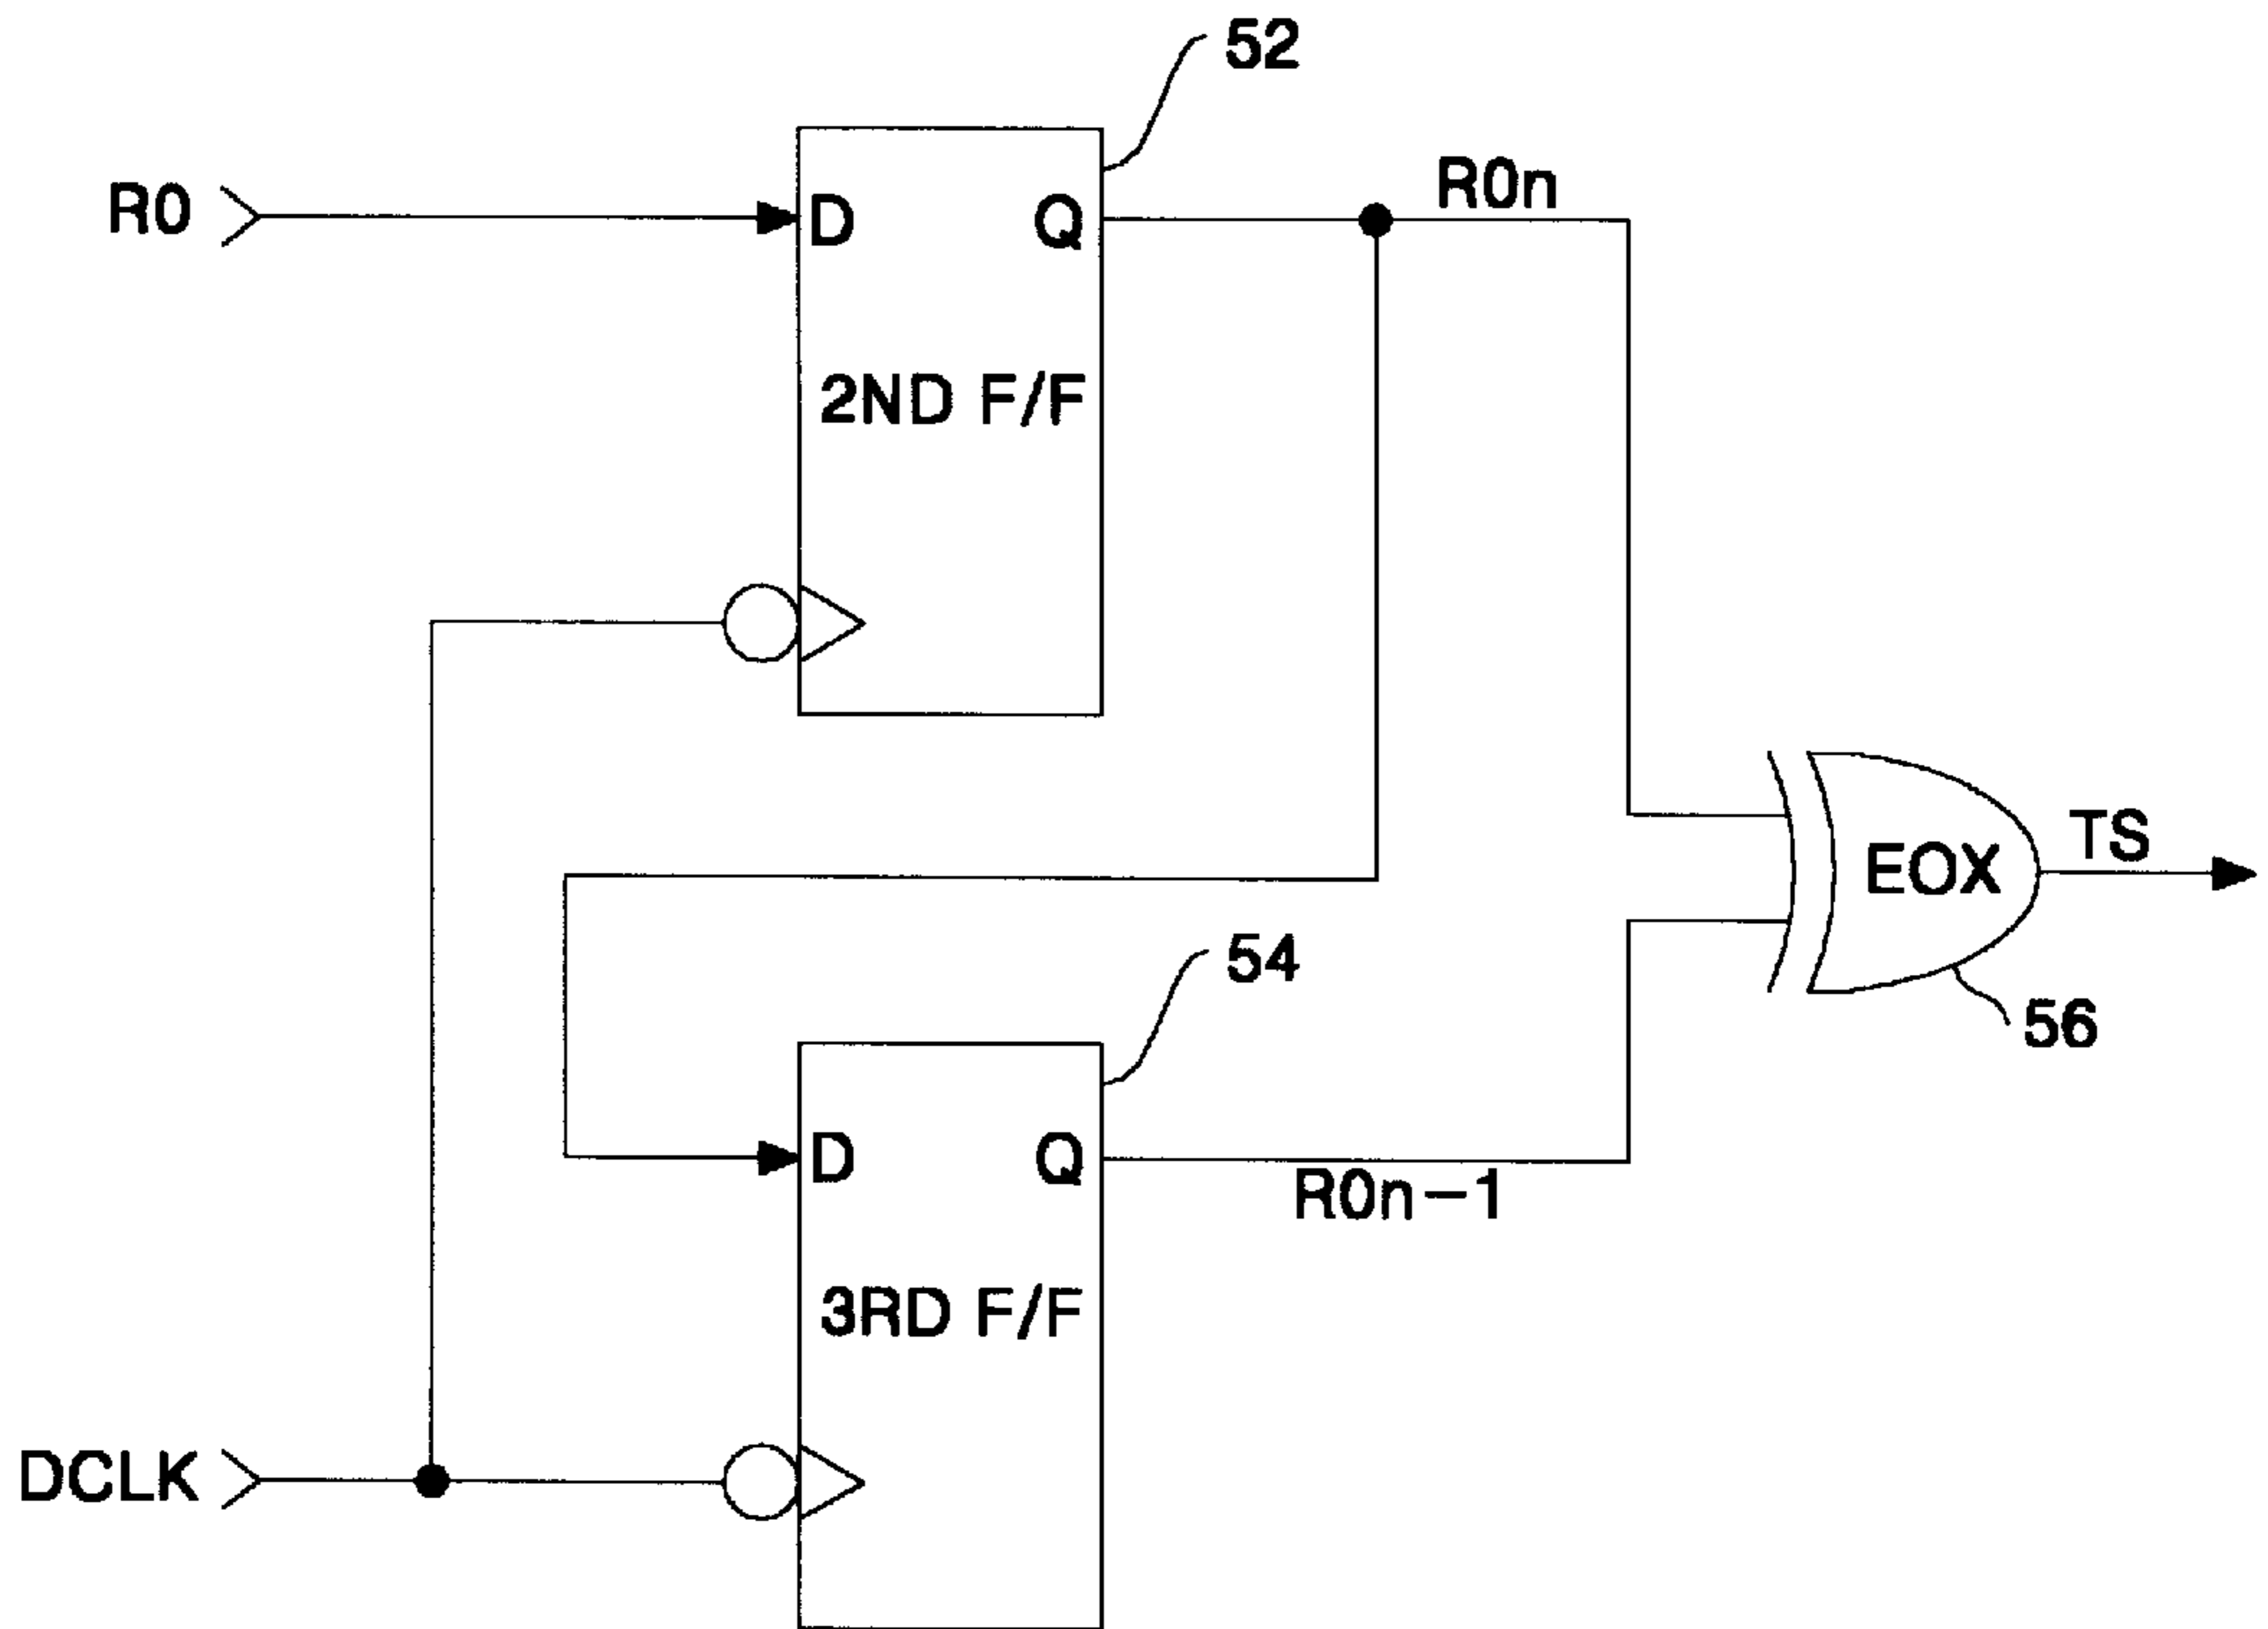 52
R0
D
Q
R0n
2ND F/F
EOX
TS
54
56
D
Q
R0n-1
3RD F/F
DCLK